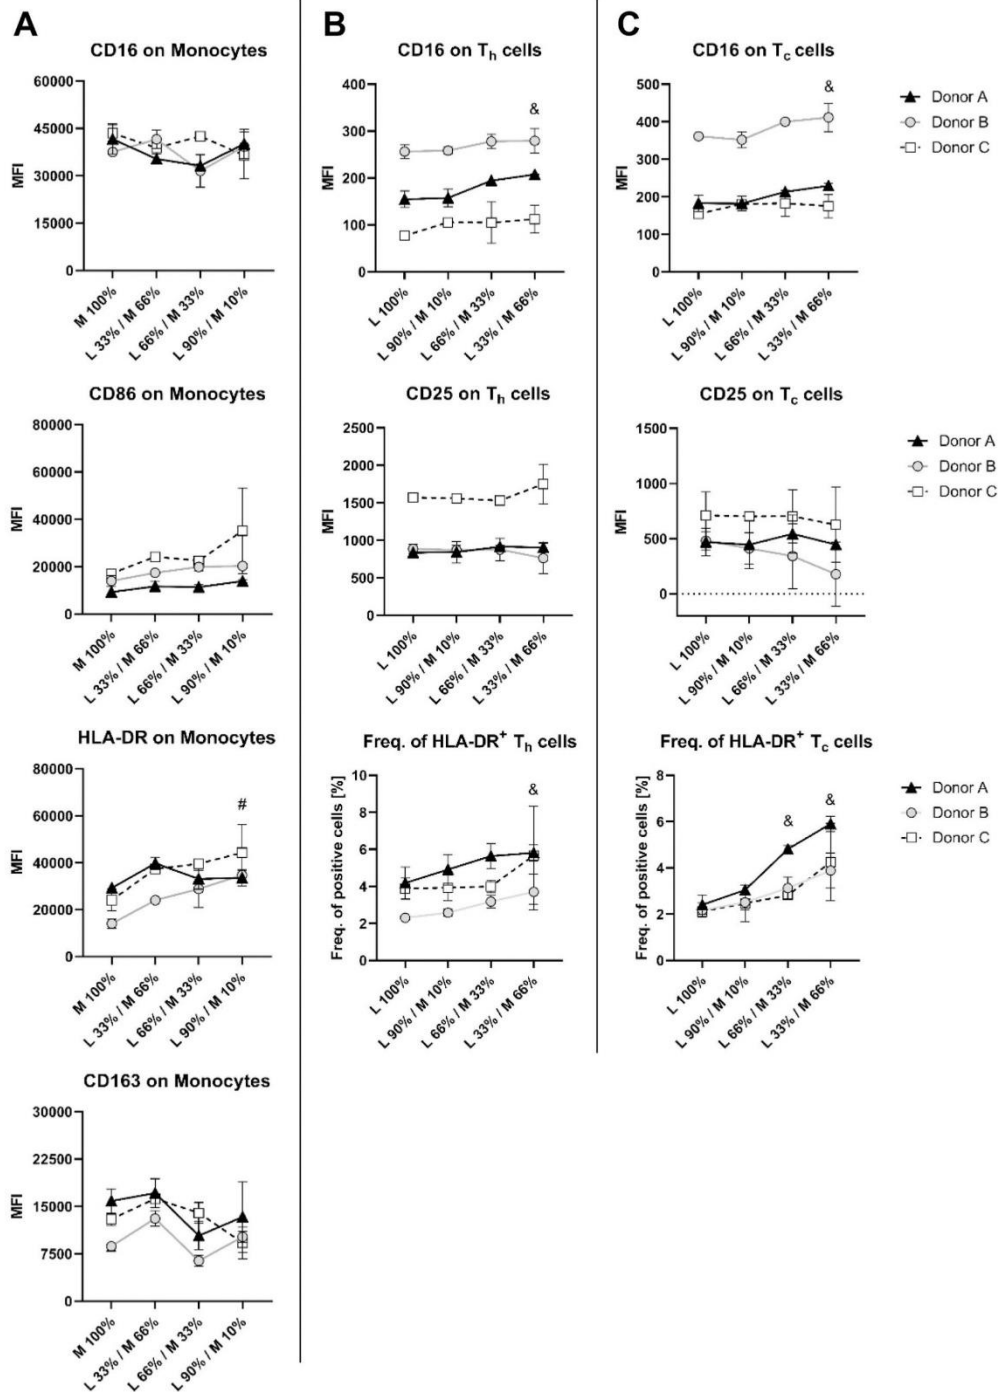 A
B
C
CD16 on Monocytes
MFI
60000
45000
30000
15000
0
M 100%
L 33% / M 66%
L 66% / M 33%
L 90% / M 10%
CD16 on Th cells
MFI
400
300
200
100
0
&
L 100%
L 90% / M 10%
L 66% / M 33%
L 33% / M 66%
CD16 on Tc cells
MFI
500
400
300
200
100
0
&
L 100%
L 90% / M 10%
L 66% / M 33%
L 33% / M 66%
Donor A
Donor B
Donor C
CD86 on Monocytes
MFI
80000
60000
40000
20000
0
M 100%
L 33% / M 66%
L 66% / M 33%
L 90% / M 10%
CD25 on Th cells
MFI
2500
2000
1500
1000
500
0
L 100%
L 90% / M 10%
L 66% / M 33%
L 33% / M 66%
CD25 on Tc cells
MFI
1500
1000
500
0
L 100%
L 90% / M 10%
L 66% / M 33%
L 33% / M 66%
Donor A
Donor B
Donor C
HLA-DR on Monocytes
MFI
80000
60000
40000
20000
0
#
M 100%
L 33% / M 66%
L 66% / M 33%
L 90% / M 10%
Freq. of HLA-DR+ Th cells
Freq. of positive cells [%]
10
8
6
4
2
0
&
L 100%
L 90% / M 10%
L 66% / M 33%
L 33% / M 66%
Freq. of HLA-DR+ Tc cells
Freq. of positive cells [%]
8
6
4
2
0
&
&
L 100%
L 90% / M 10%
L 66% / M 33%
L 33% / M 66%
Donor A
Donor B
Donor C
CD163 on Monocytes
MFI
30000
22500
15000
7500
0
M 100%
L 33% / M 66%
L 66% / M 33%
L 90% / M 10%